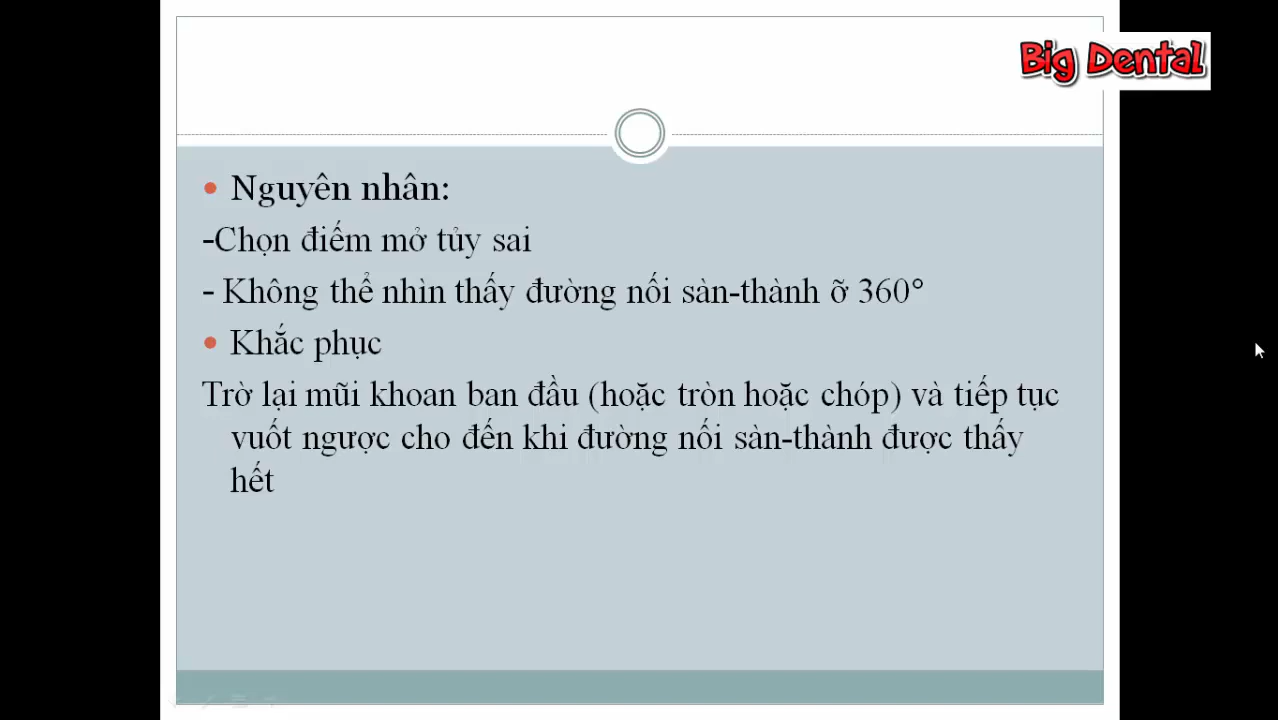 Big Dental
Nguyên nhân:
-Chọn điểm mở tủy sai
- Không thể nhìn thấy đường nối sàn-thành ỡ 360°
Khắc phục
Trờ lại mũi khoan ban đầu (hoặc tròn hoặc chóp) và tiếp tục
vuốt ngược cho đến khi đường nối sàn-thành được thấy
hết